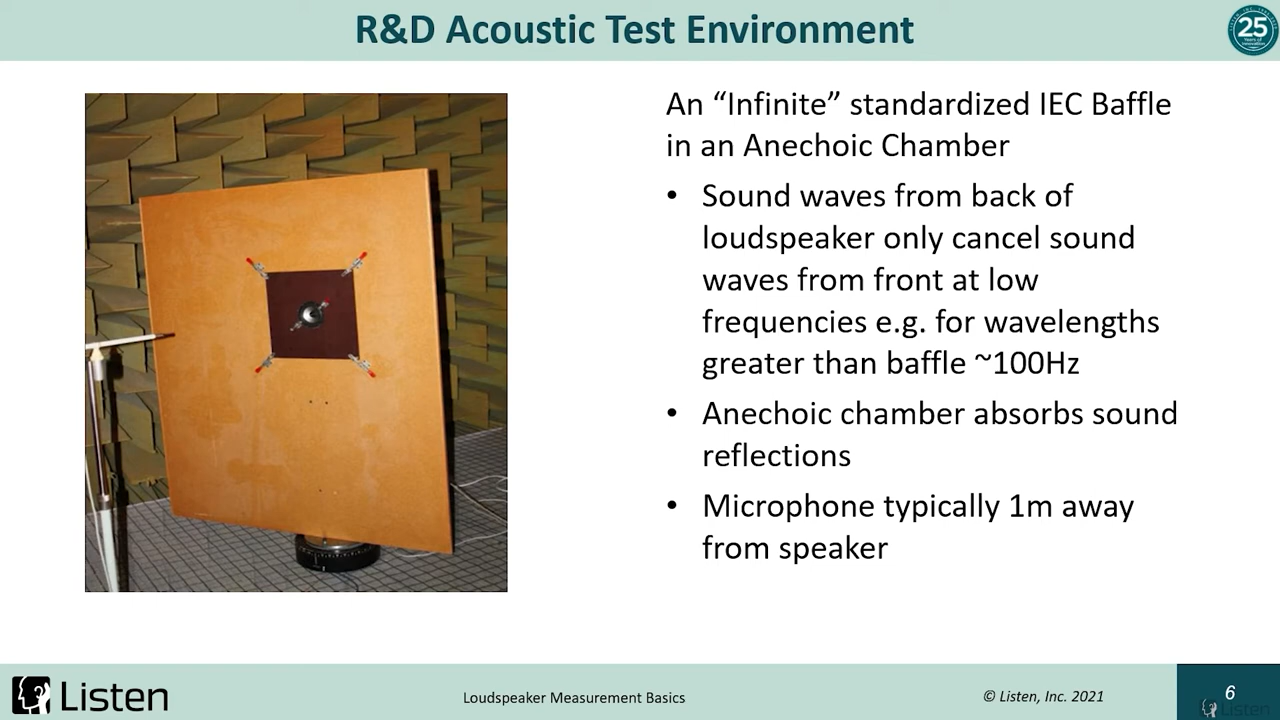 R&D Acoustic Test Environment
25
An “Infinite” standardized IEC Baffle
in an Anechoic Chamber
• Sound waves from back of
loudspeaker only cancel sound
waves from front at low
frequencies e.g. for wavelengths
greater than baffle ~100Hz
• Anechoic chamber absorbs sound
reflections
• Microphone typically 1m away
from speaker
Listen
Loudspeaker Measurement Basics
© Listen, Inc. 2021
6
Listen